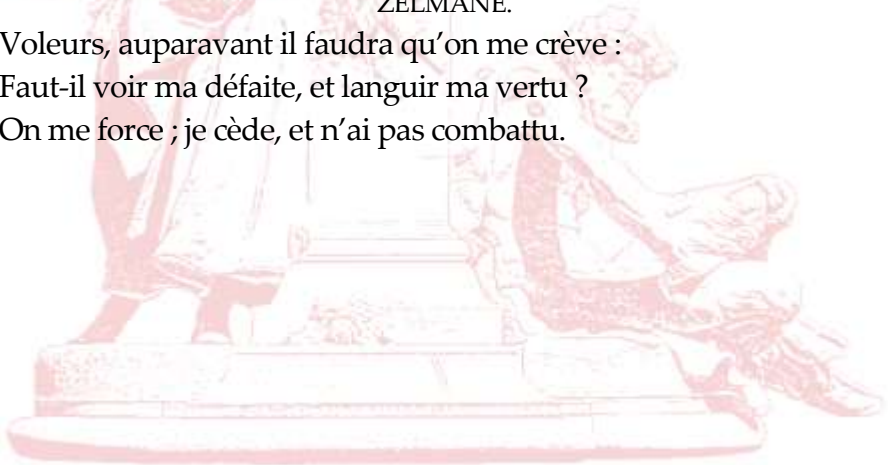 ZELMANE.
Voleurs, auparavant il faudra qu’on me crève :
Faut-il voir ma défaite, et languir ma vertu ?
On me force ; je cède, et n’ai pas combattu.